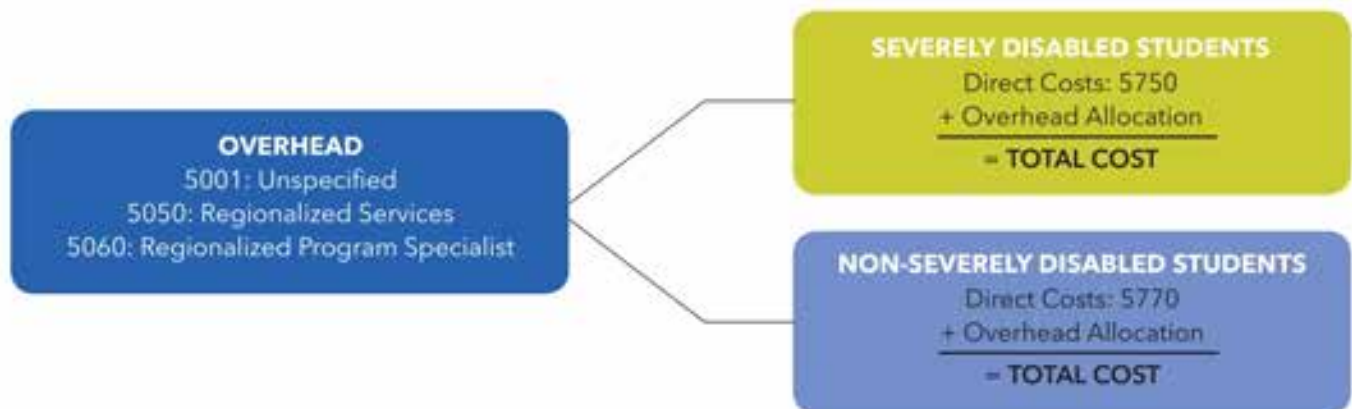 OVERHEAD
5001: Unspecified
5050: Regionalized Services
5060: Regionalized Program Specialist
SEVERELY DISABLED STUDENTS
Direct Costs: 5750
+ Overhead Allocation
= TOTAL COST
NON-SEVERELY DISABLED STUDENTS
Direct Costs: 5770
+ Overhead Allocation
= TOTAL COST